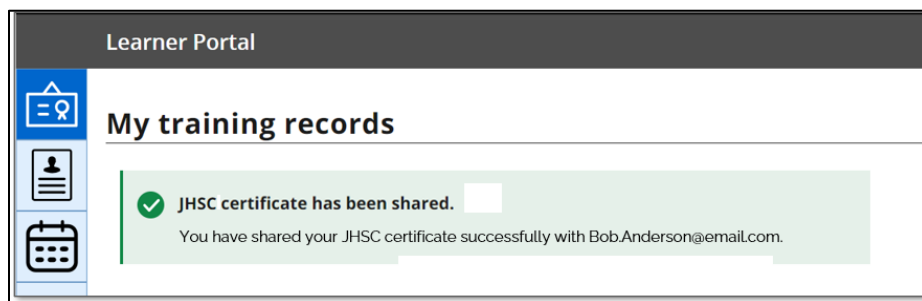 Learner Portal
My training records
JHSC certificate has been shared.
You have shared your JHSC certificate successfully with Bob.Anderson@email.com.